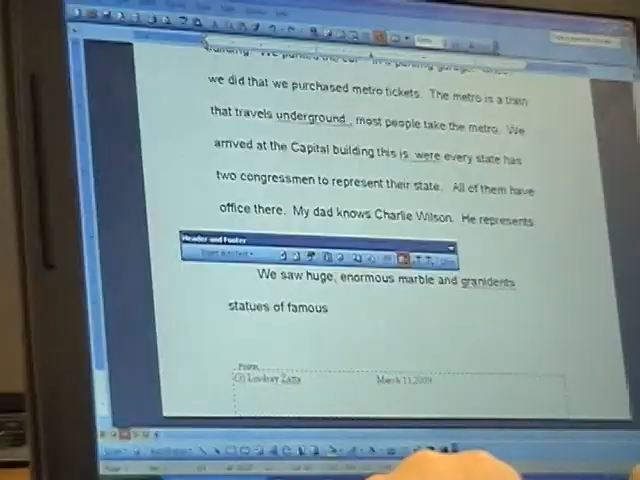 we did that we purchased metro tickets. The metro is a train
that travels underground , most people take the metro. We
arrived at the Capital building this is were every state has
two congressmen to represent their state. All of them have
office there. My dad knows Charlie Wilson. He represents
Header and Footer
We saw huge, enormous marble and granidents
statues of famous
Footer
March 11,2009